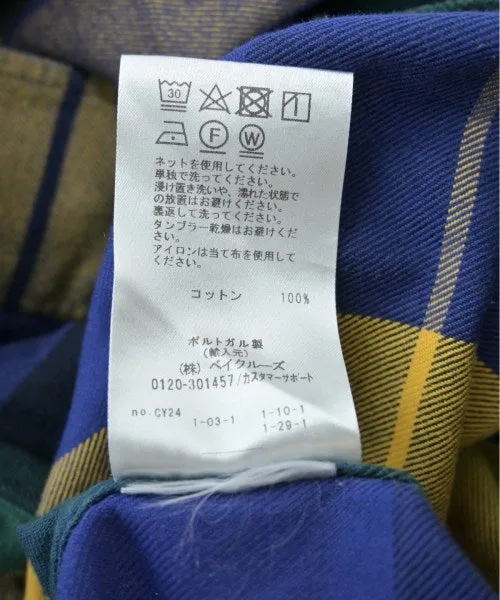 30
F W
ネットを使用してください。
単独で洗ってください。
浸け置き洗いや、濡れた状態で
の放置はお避けください。
裏返して洗ってください。
タンブラー乾燥はお避けください。
アイロンは当て布を使用して
ください。
コットン 100%
ポルトガル製
(輸入元)
(株) ベイクルーズ
0120-301457/カスタマーサポート
no.CY24 1-03-1 1-10-1
1-29-1